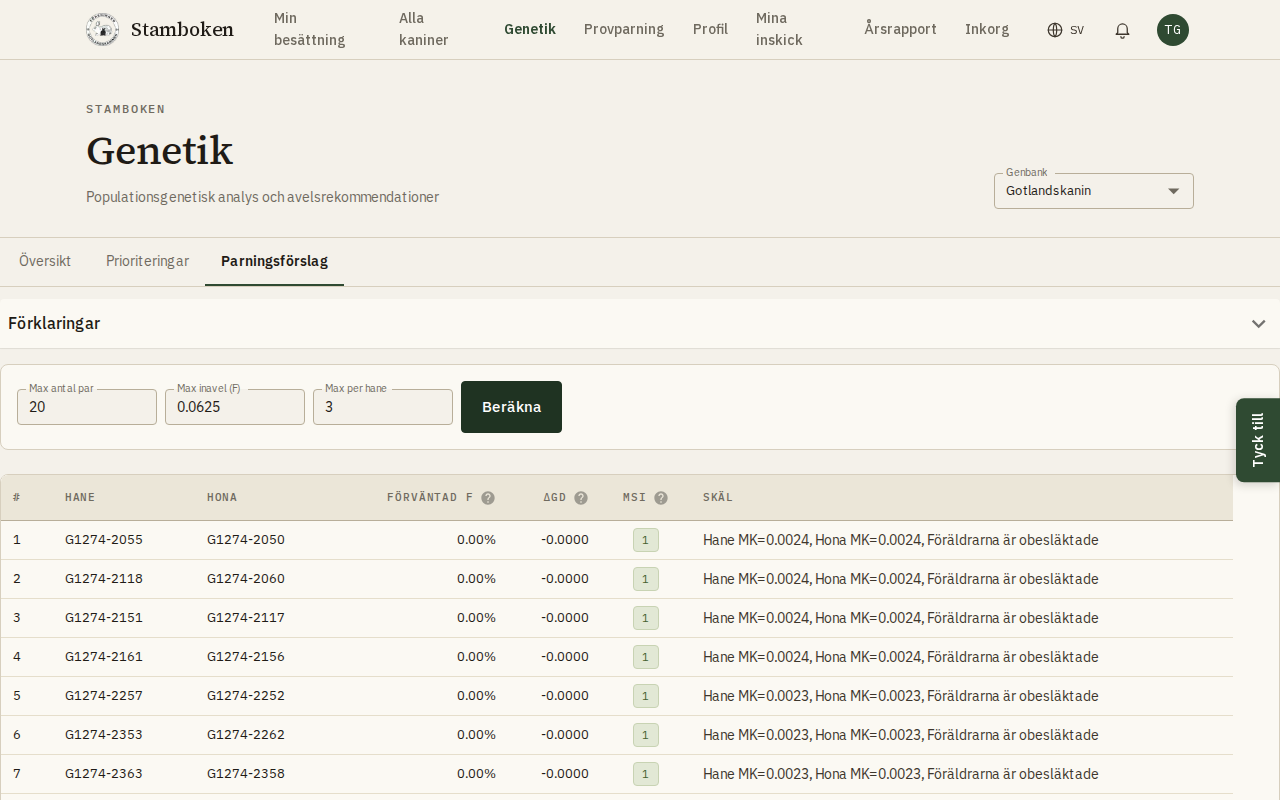 Stamboken
Min besättning
Alla kaniner
Genetik
Provparning
Profil
Mina inskick
Årsrapport
Inkorg
SV
TG
STAMBOKEN
Genetik
Populationsgenetisk analys och avelsrekommendationer
Genbank
Gotlandskanin
Översikt
Prioriteringar
Parningsförslag
Förklaringar
Max antal par
20
Max inavel (F)
0.0625
Max per hane
3
Beräkna
Tyck till
# HANE HONA FÖRVÄNTAD F ? ΔGD ? MSI ? SKÄL
1 G1274-2055 G1274-2050 0.00% -0.0000 1 Hane MK=0.0024, Hona MK=0.0024, Föräldrarna är obesläktade
2 G1274-2118 G1274-2060 0.00% -0.0000 1 Hane MK=0.0024, Hona MK=0.0024, Föräldrarna är obesläktade
3 G1274-2151 G1274-2117 0.00% -0.0000 1 Hane MK=0.0024, Hona MK=0.0024, Föräldrarna är obesläktade
4 G1274-2161 G1274-2156 0.00% -0.0000 1 Hane MK=0.0024, Hona MK=0.0024, Föräldrarna är obesläktade
5 G1274-2257 G1274-2252 0.00% -0.0000 1 Hane MK=0.0023, Hona MK=0.0023, Föräldrarna är obesläktade
6 G1274-2353 G1274-2262 0.00% -0.0000 1 Hane MK=0.0023, Hona MK=0.0023, Föräldrarna är obesläktade
7 G1274-2363 G1274-2358 0.00% -0.0000 1 Hane MK=0.0023, Hona MK=0.0023, Föräldrarna är obesläktade